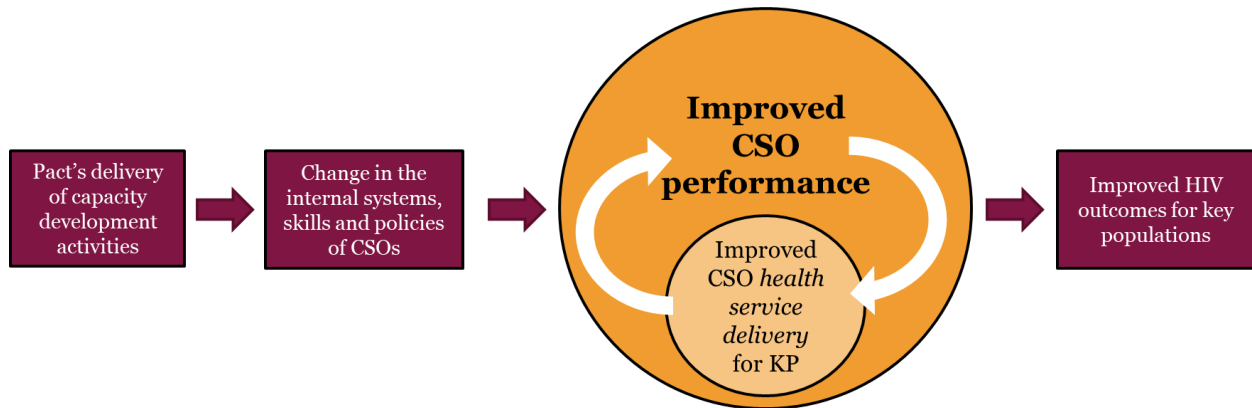 Pact’s delivery
of capacity
development
activities
Change in the
internal systems,
skills and policies
of CSOs
Improved
CSO
performance
Improved
CSO health
service
delivery
for KP
Improved HIV
outcomes for key
populations